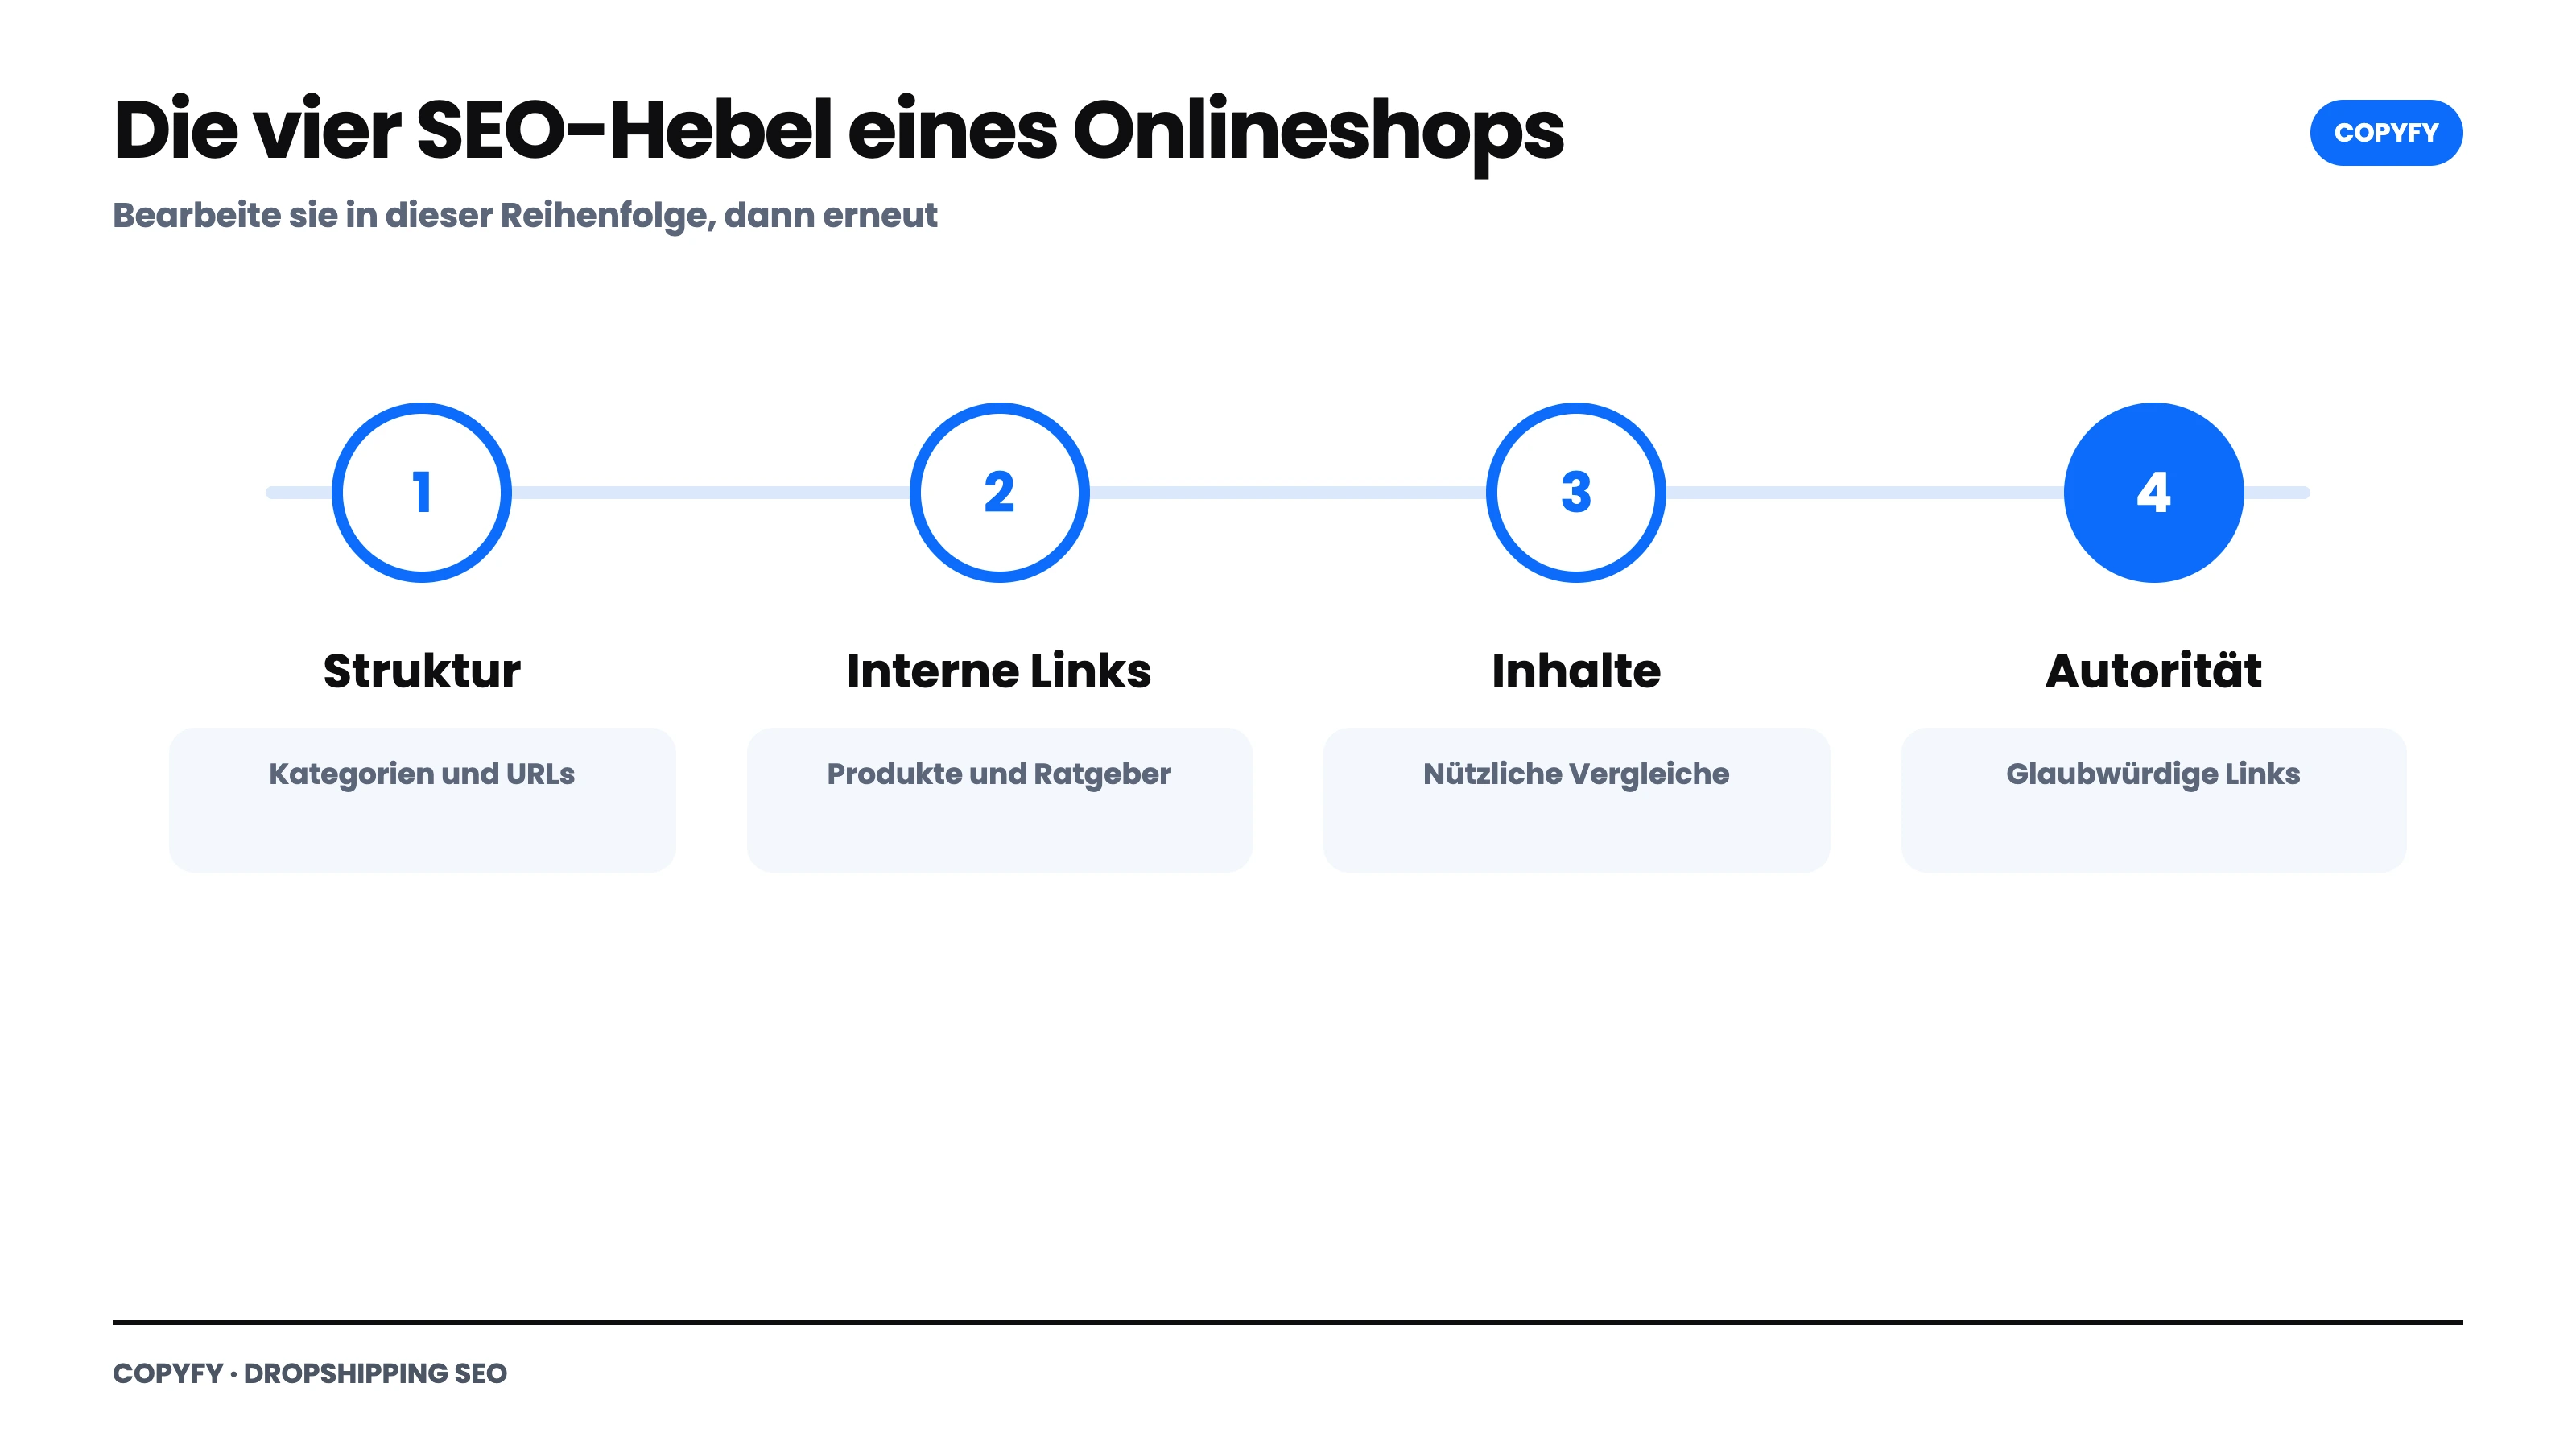 Die vier SEO-Hebel eines Onlineshops
COPYFY
Bearbeite sie in dieser Reihenfolge, dann erneut
1
2
3
4
Struktur
Interne Links
Inhalte
Autorität
Kategorien und URLs
Produkte und Ratgeber
Nützliche Vergleiche
Glaubwürdige Links
COPYFY · DROPSHIPPING SEO